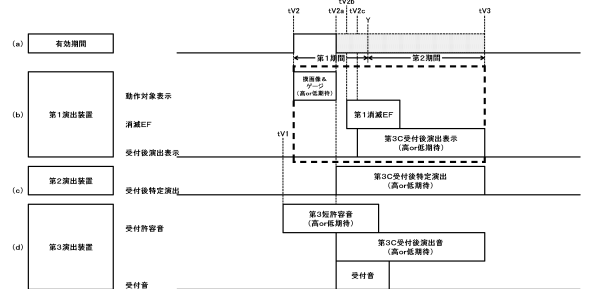 tV2b
tV2 tV2a tV2c Y tV3
(a) 有効期間
第1期間 第2期間
(b) 第1演出装置
動作対象表示
操画像&
ゲージ
(高or低期待)
消滅EF
第1消滅EF
受付後演出表示
第3C受付後演出表示
(高or低期待)
tV1
(c) 第2演出装置
受付後特定演出
第3C受付後特定演出
(高or低期待)
(d) 第3演出装置
受付許容音
第3短許容音
(高or低期待)
第3C受付後演出音
(高or低期待)
受付音
受付音